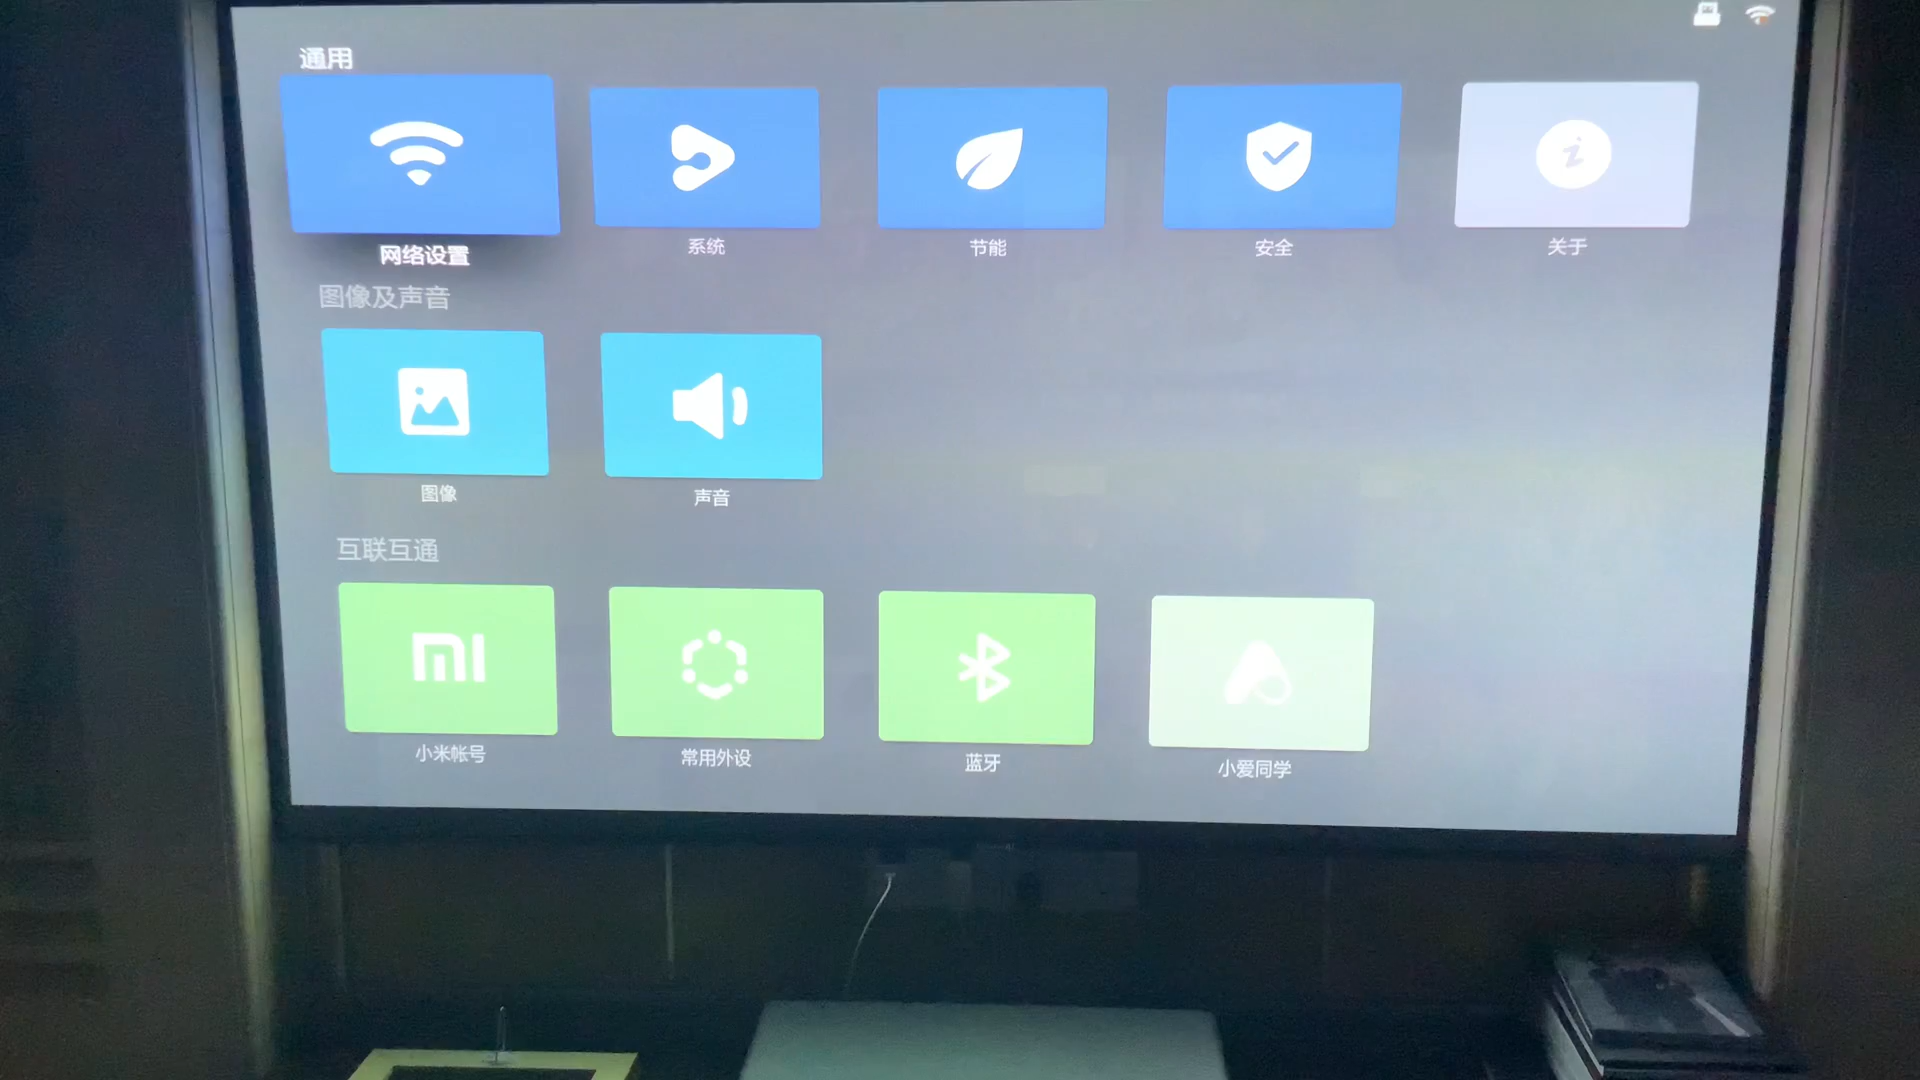 通用
网络设置 系统 节能 安全 关于
图像及声音
图像 声音
互联互通
mi
小米帐号 常用外设 蓝牙 小爱同学